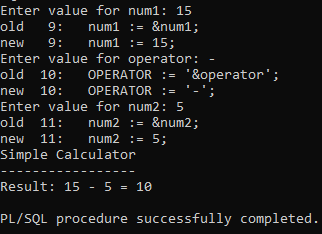 Enter value for num1: 15
old   9:   num1 := &num1;
new   9:   num1 := 15;
Enter value for operator: -
old  10:   OPERATOR := '&operator';
new  10:   OPERATOR := '-';
Enter value for num2: 5
old  11:   num2 := &num2;
new  11:   num2 := 5;
Simple Calculator
-----------------
Result: 15 - 5 = 10

PL/SQL procedure successfully completed.